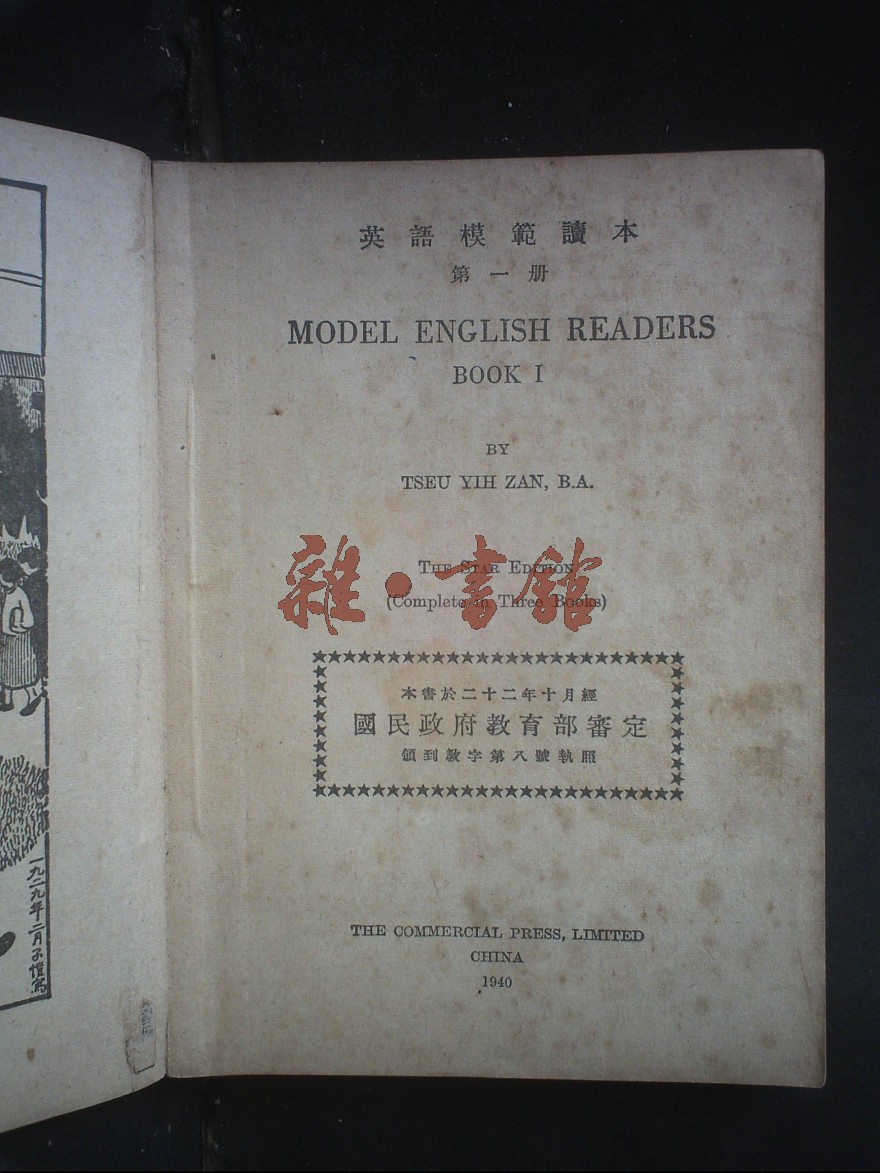 一九二九年二月子愷寫
英語模範讀本
第一册
MODEL ENGLISH READERS
BOOK I
BY
TSEU YIH ZAN, B.A.
THE STAR EDITION
(Complete in Three Books)
雜·書館
本書於二十二年十月經
國民政府教育部審定
領到教字第八號執照
THE COMMERCIAL PRESS, LIMITED
CHINA
1940